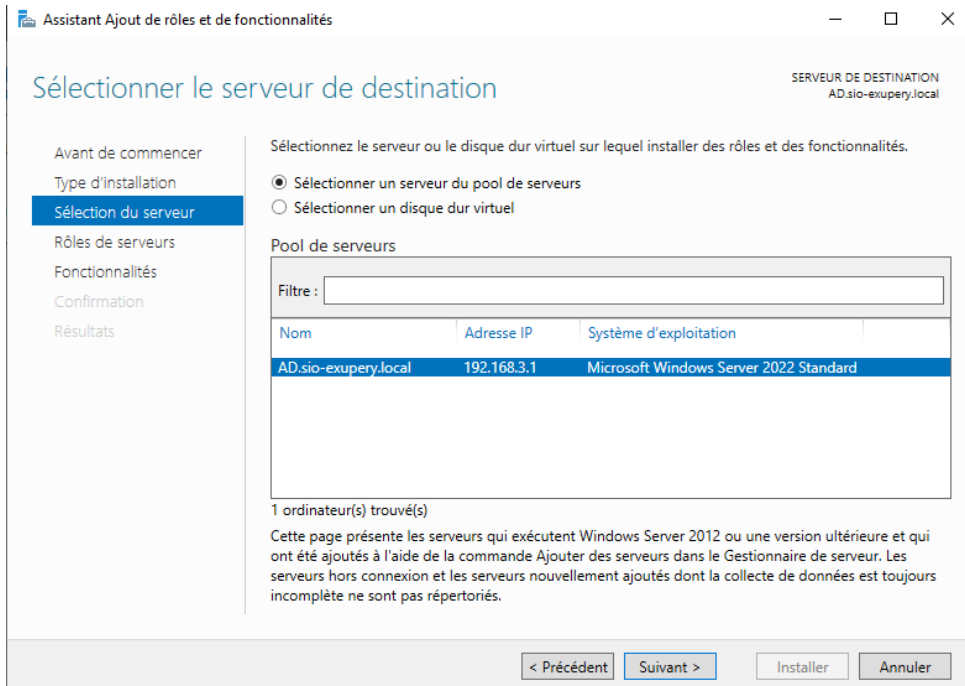 Assistant Ajout de rôles et de fonctionnalités
Sélectionner le serveur de destination
SERVEUR DE DESTINATION
AD.sio-exupery.local
Avant de commencer
Type d'installation
Sélection du serveur
Rôles de serveurs
Fonctionnalités
Confirmation
Résultats
Sélectionnez le serveur ou le disque dur virtuel sur lequel installer des rôles et des fonctionnalités.
Sélectionner un serveur du pool de serveurs
Sélectionner un disque dur virtuel
Pool de serveurs
Filtre :
Nom Adresse IP Système d'exploitation
AD.sio-exupery.local 192.168.3.1 Microsoft Windows Server 2022 Standard
1 ordinateur(s) trouvé(s)
Cette page présente les serveurs qui exécutent Windows Server 2012 ou une version ultérieure et qui
ont été ajoutés à l'aide de la commande Ajouter des serveurs dans le Gestionnaire de serveur. Les
serveurs hors connexion et les serveurs nouvellement ajoutés dont la collecte de données est toujours
incomplète ne sont pas répertoriés.
< Précédent Suivant > Installer Annuler